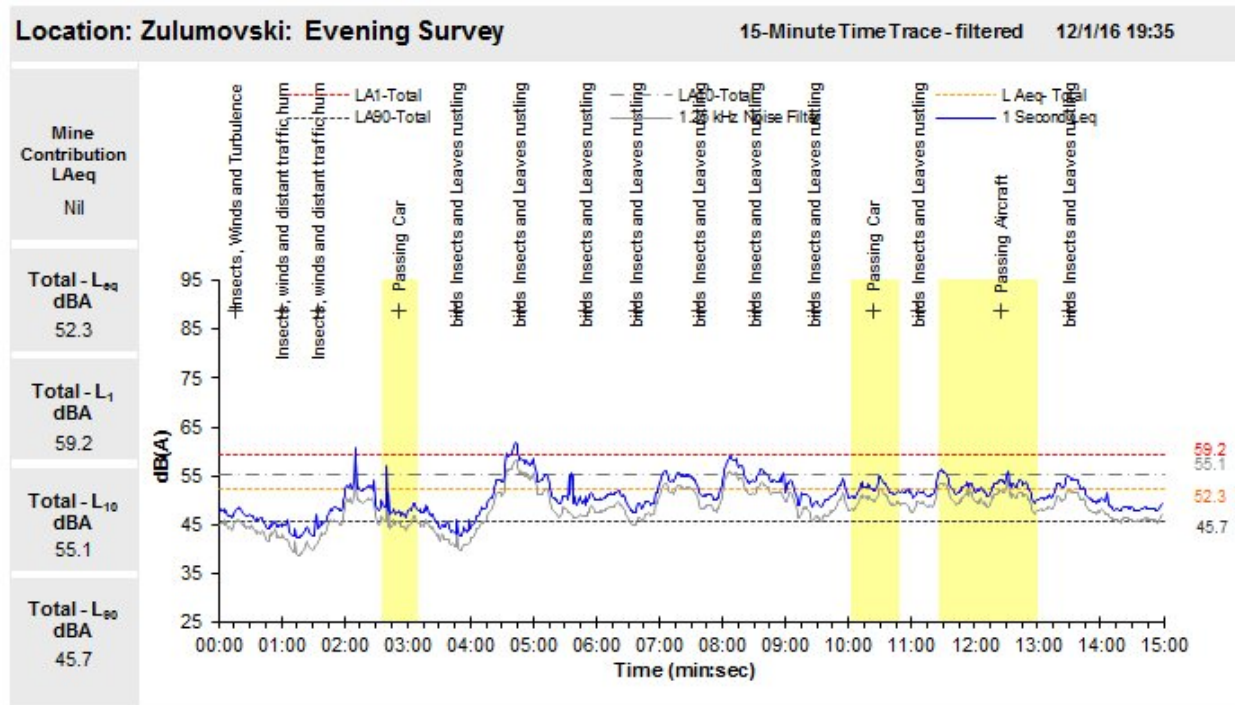 Location: Zulumovski: Evening Survey
15-Minute Time Trace - filtered 12/1/16 19:35
Mine
Contribution
LAeq
Nil
Total - Leq
dBA
52.3
Total - L1
dBA
59.2
Total - L10
dBA
55.1
Total - L90
dBA
45.7
LA1-Total
LA10-Total
L Aeq- Total
LA90-Total
1.25 kHz Noise Filter
1 Second Leq
Insects, Winds and Turbulence
Insects, winds and distant traffic hum
Insects, winds and distant traffic hum
Passing Car
birds Insects and Leaves rustling
birds Insects and Leaves rustling
birds Insects and Leaves rustling
birds Insects and Leaves rustling
birds Insects and Leaves rustling
birds Insects and Leaves rustling
birds Insects and Leaves rustling
Passing Car
birds Insects and Leaves rustling
Passing Aircraft
birds Insects and Leaves rustling
dB(A)
95
85
75
65
55
45
35
25
59.2
55.1
52.3
45.7
00:00 01:00 02:00 03:00 04:00 05:00 06:00 07:00 08:00 09:00 10:00 11:00 12:00 13:00 14:00 15:00
Time (min:sec)